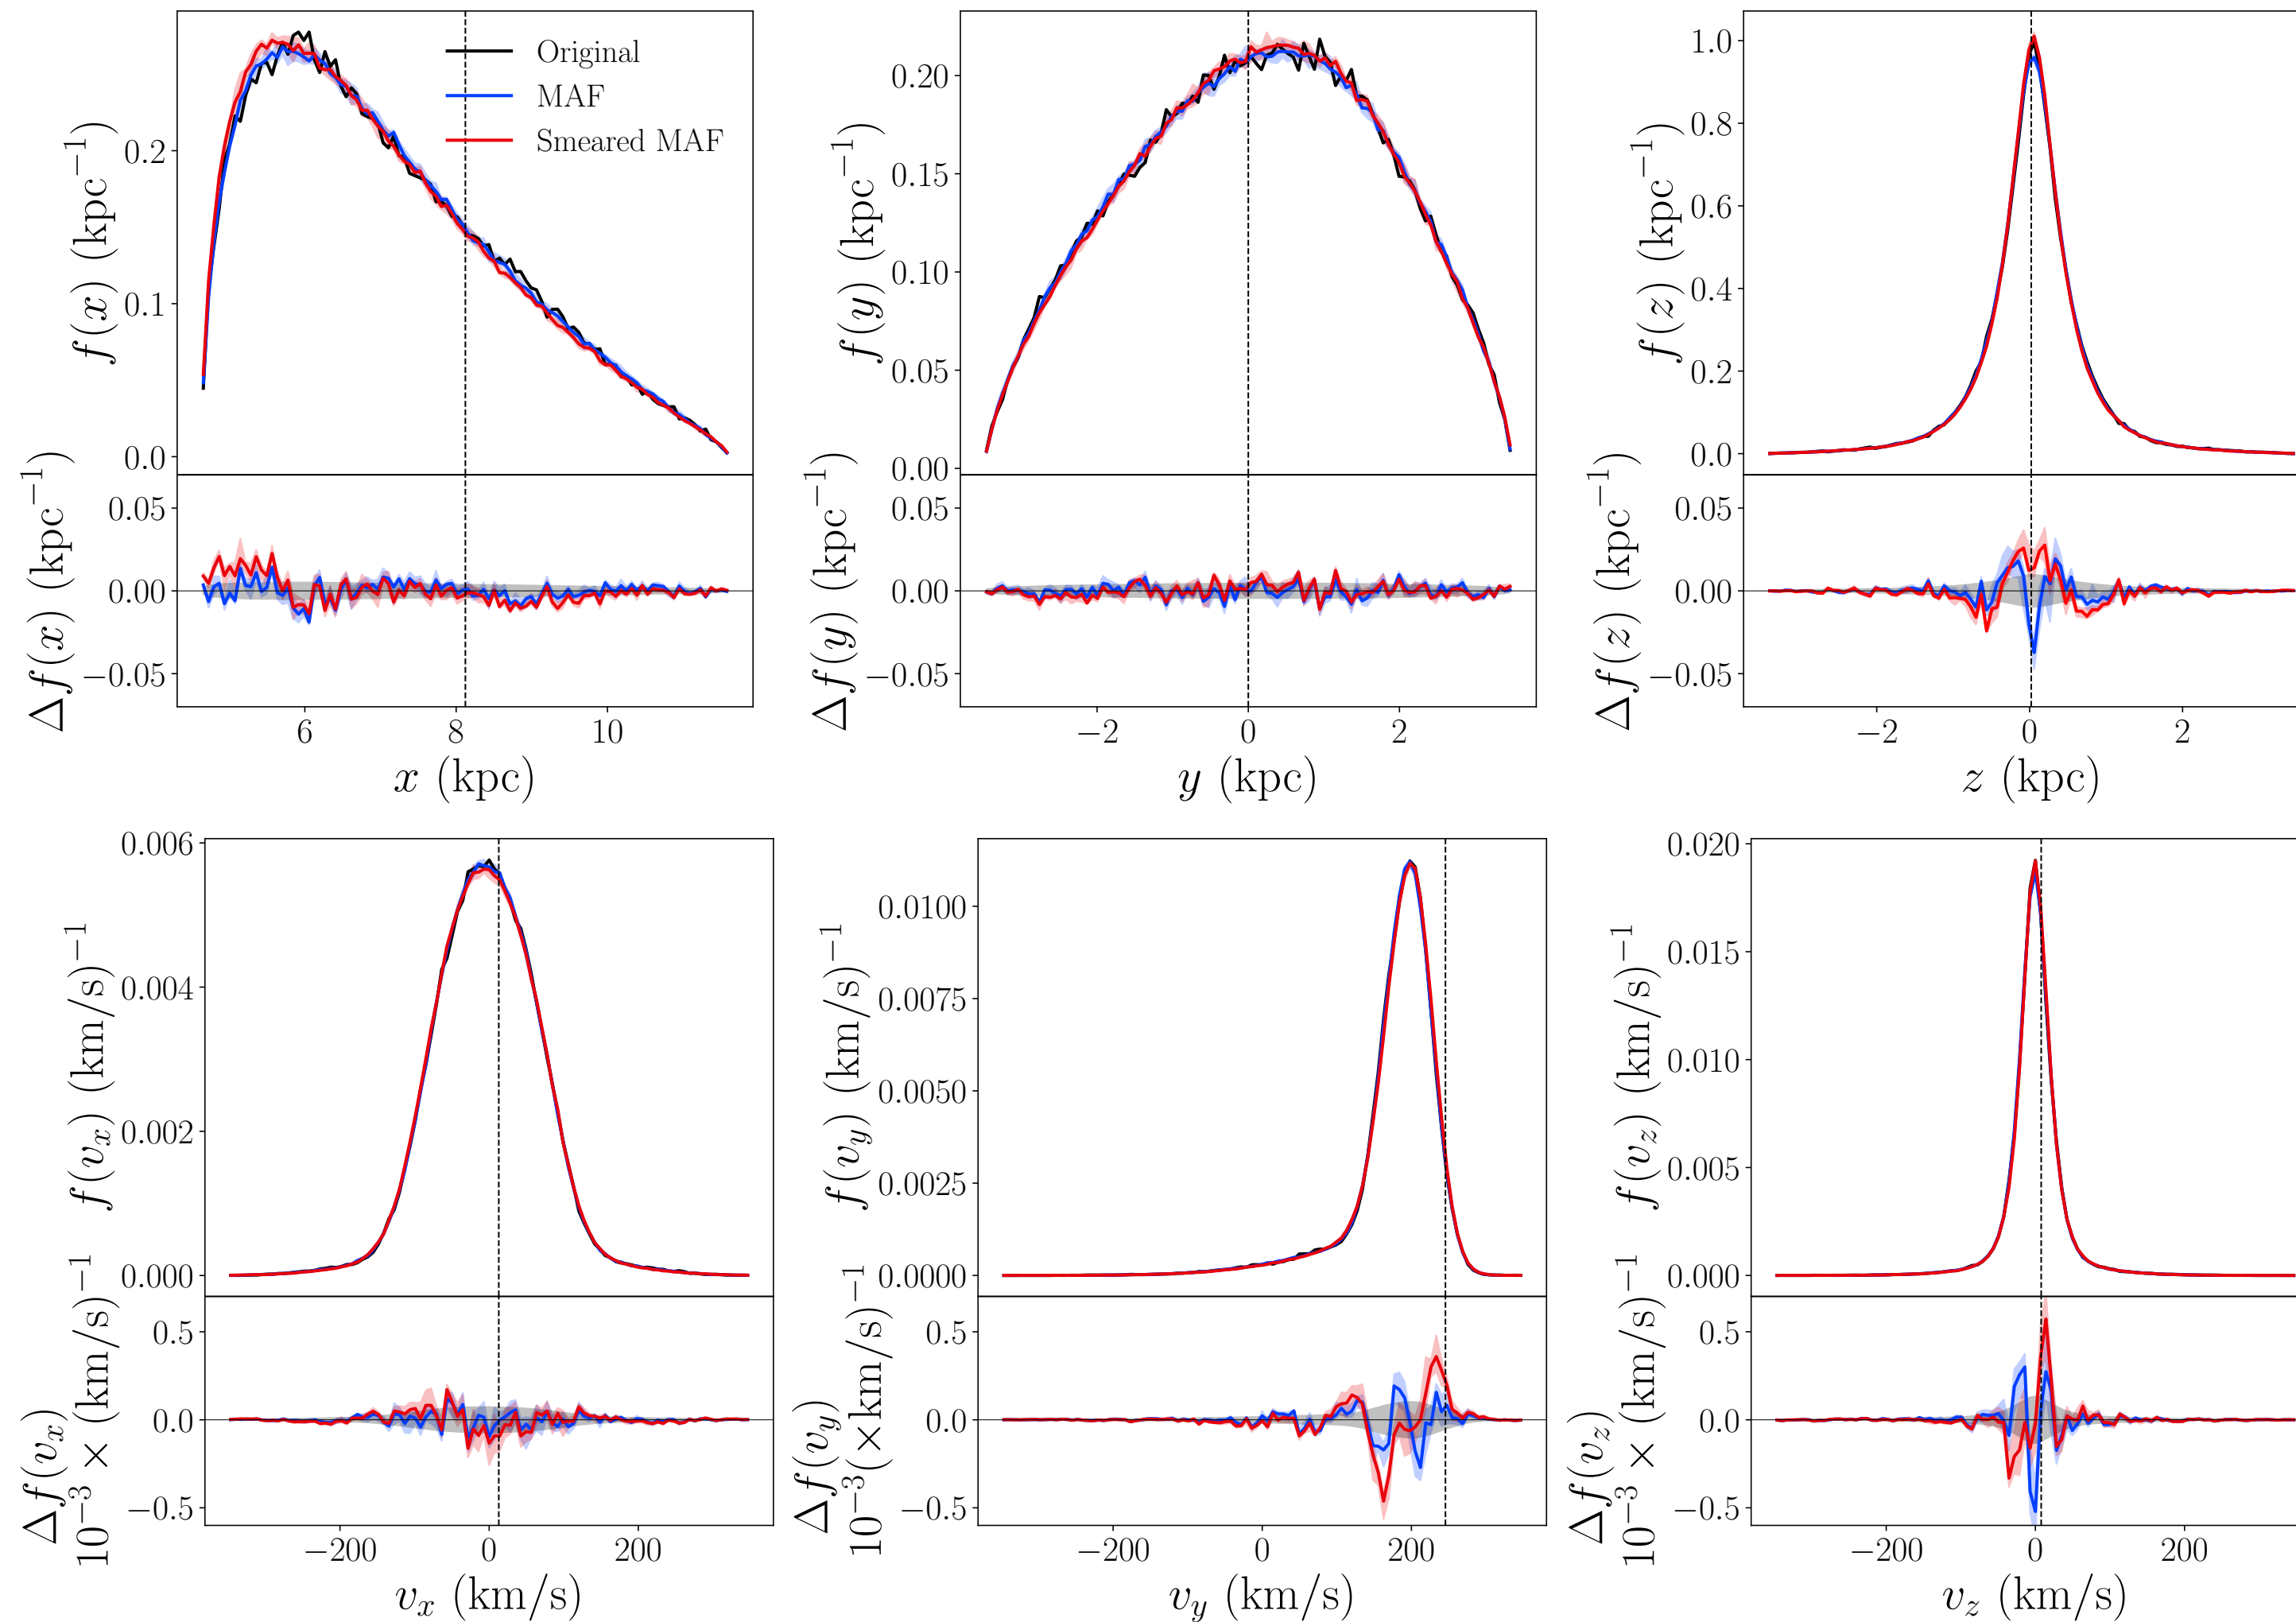 Original
MAF
Smeared MAF
f(x) (kpc⁻¹)
0.2
0.1
0.0
Δf(x) (kpc⁻¹)
0.05
0.00
−0.05
6 8 10
x (kpc)
f(y) (kpc⁻¹)
0.20
0.15
0.10
0.05
0.00
Δf(y) (kpc⁻¹)
0.05
0.00
−0.05
−2 0 2
y (kpc)
f(z) (kpc⁻¹)
1.0
0.8
0.6
0.4
0.2
0.0
Δf(z) (kpc⁻¹)
0.05
0.00
−0.05
−2 0 2
z (kpc)
f(vₓ) (km/s)⁻¹
0.006
0.004
0.002
0.000
Δf(vₓ)
10⁻³ × (km/s)⁻¹
0.5
0.0
−0.5
−200 0 200
vₓ (km/s)
f(v_y) (km/s)⁻¹
0.0100
0.0075
0.0050
0.0025
0.0000
Δf(v_y)
10⁻³(×km/s)⁻¹
0.5
0.0
−0.5
−200 0 200
v_y (km/s)
f(v_z) (km/s)⁻¹
0.020
0.015
0.010
0.005
0.000
Δf(v_z)
10⁻³ × (km/s)⁻¹
0.5
0.0
−0.5
−200 0 200
v_z (km/s)